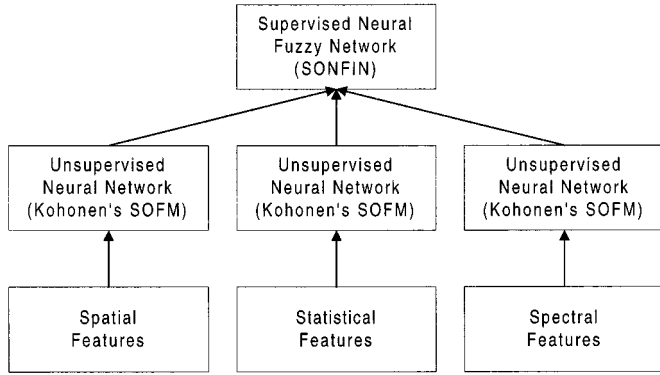 Supervised Neural
Fuzzy Network
(SONFIN)
Unsupervised
Neural Network
(Kohonen's SOFM)
Unsupervised
Neural Network
(Kohonen's SOFM)
Unsupervised
Neural Network
(Kohonen's SOFM)
Spatial
Features
Statistical
Features
Spectral
Features